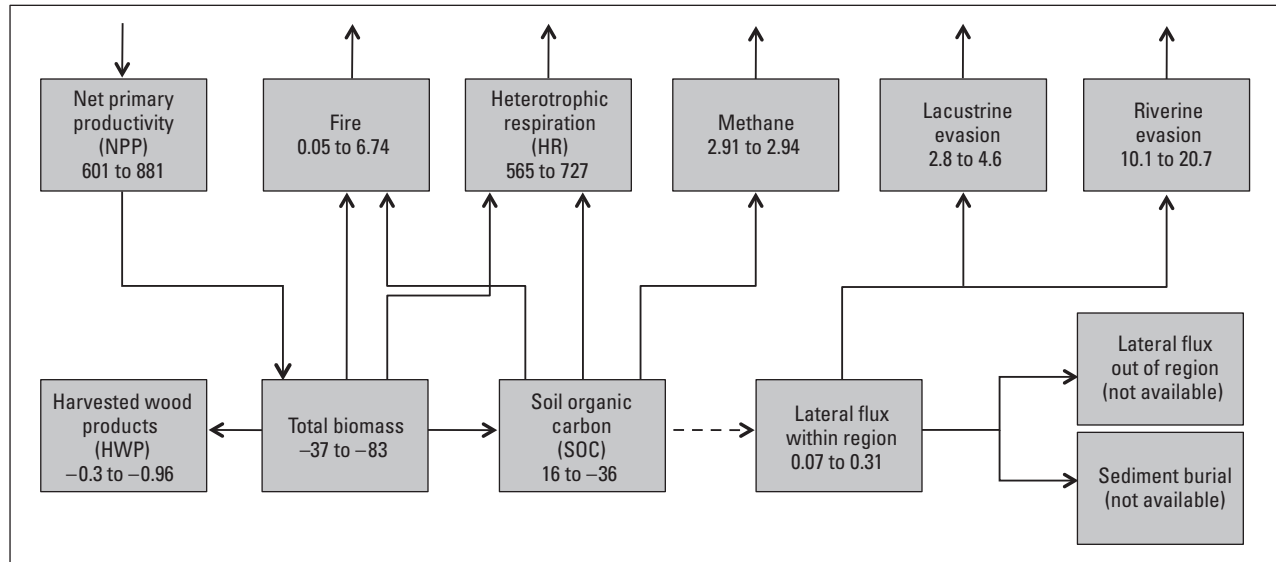 Net primary
productivity
(NPP)
601 to 881
Fire
0.05 to 6.74
Heterotrophic
respiration
(HR)
565 to 727
Methane
2.91 to 2.94
Lacustrine
evasion
2.8 to 4.6
Riverine
evasion
10.1 to 20.7
Harvested wood
products
(HWP)
−0.3 to −0.96
Total biomass
−37 to −83
Soil organic
carbon
(SOC)
16 to −36
Lateral flux
within region
0.07 to 0.31
Lateral flux
out of region
(not available)
Sediment burial
(not available)